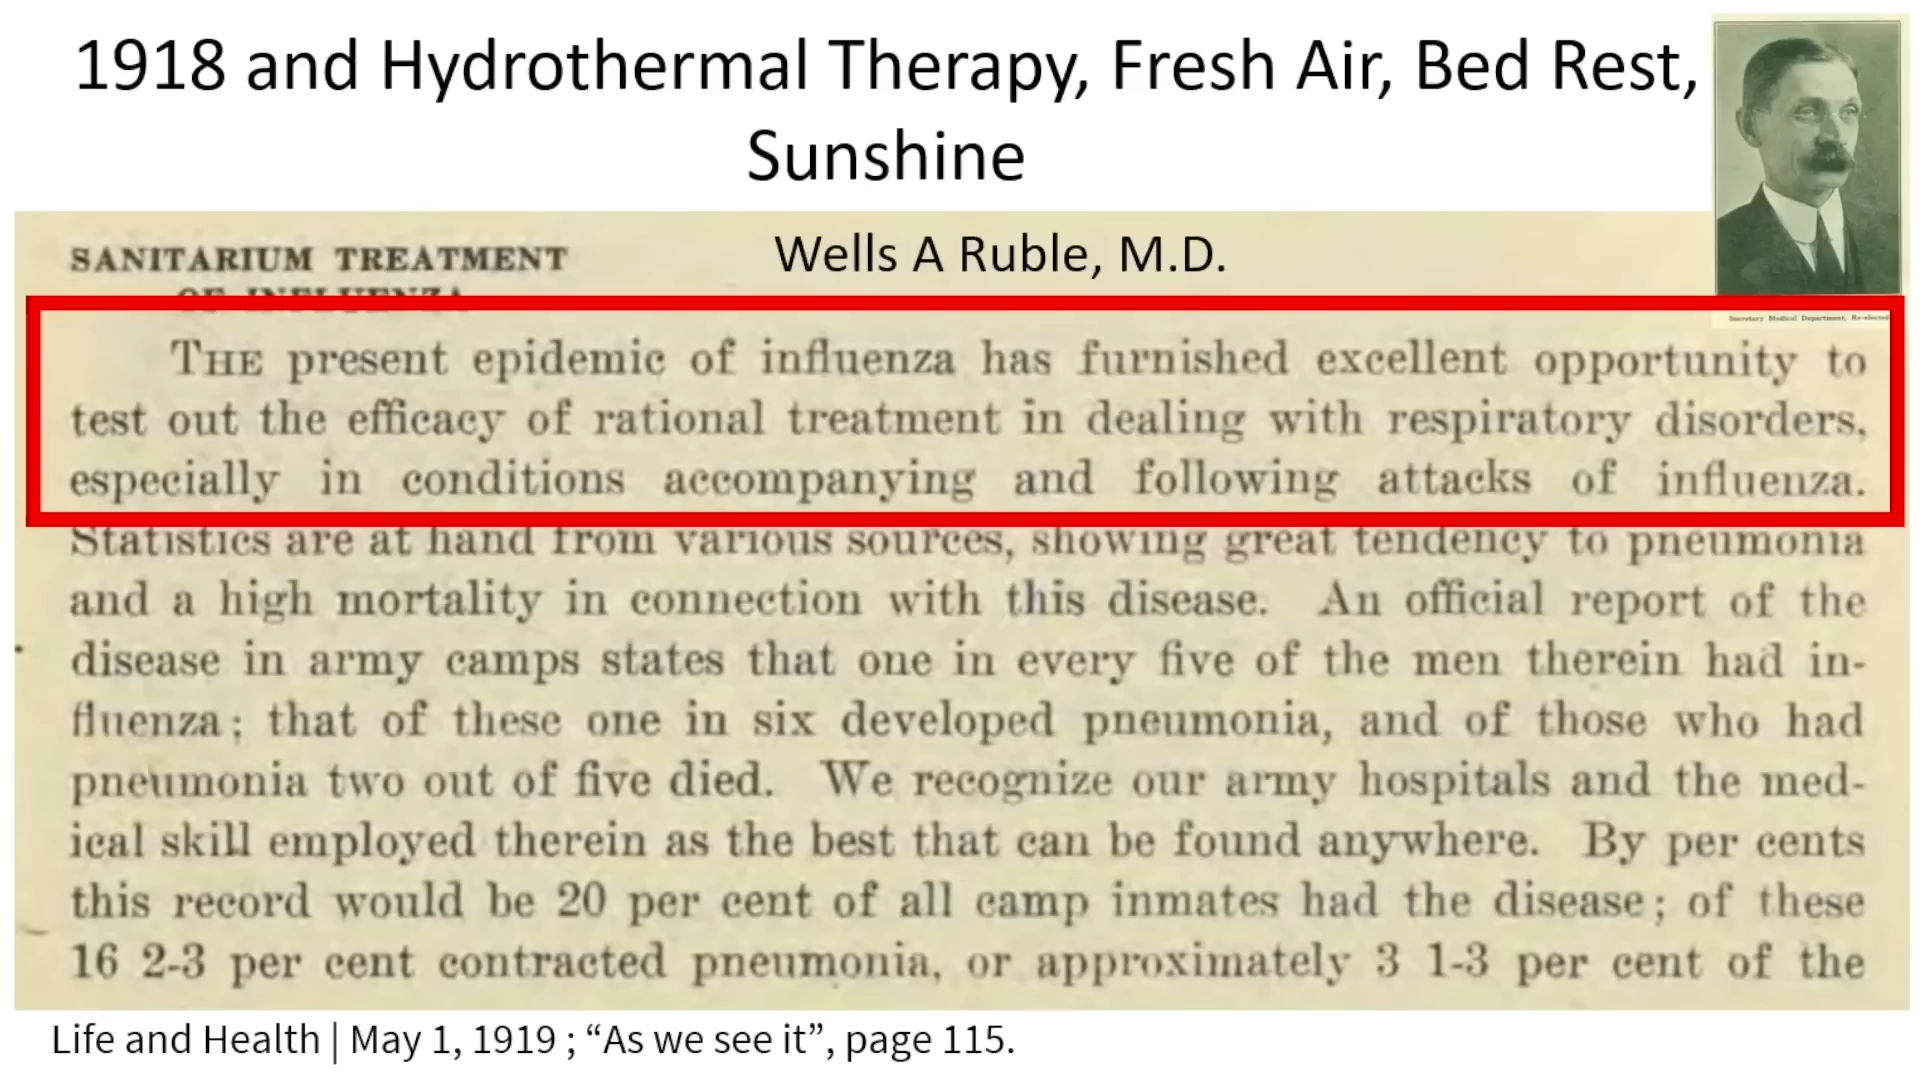 1918 and Hydrothermal Therapy, Fresh Air, Bed Rest,
Sunshine
SANITARIUM TREATMENT
OF INFLUENZA
Wells A Ruble, M.D.
Secretary Medical Department, Re-elected
THE present epidemic of influenza has furnished excellent opportunity to
test out the efficacy of rational treatment in dealing with respiratory disorders,
especially in conditions accompanying and following attacks of influenza.
Statistics are at hand from various sources, showing great tendency to pneumonia
and a high mortality in connection with this disease. An official report of the
disease in army camps states that one in every five of the men therein had in-
fluenza; that of these one in six developed pneumonia, and of those who had
pneumonia two out of five died. We recognize our army hospitals and the med-
ical skill employed therein as the best that can be found anywhere. By per cents
this record would be 20 per cent of all camp inmates had the disease; of these
16 2-3 per cent contracted pneumonia, or approximately 3 1-3 per cent of the
Life and Health | May 1, 1919 ; “As we see it”, page 115.